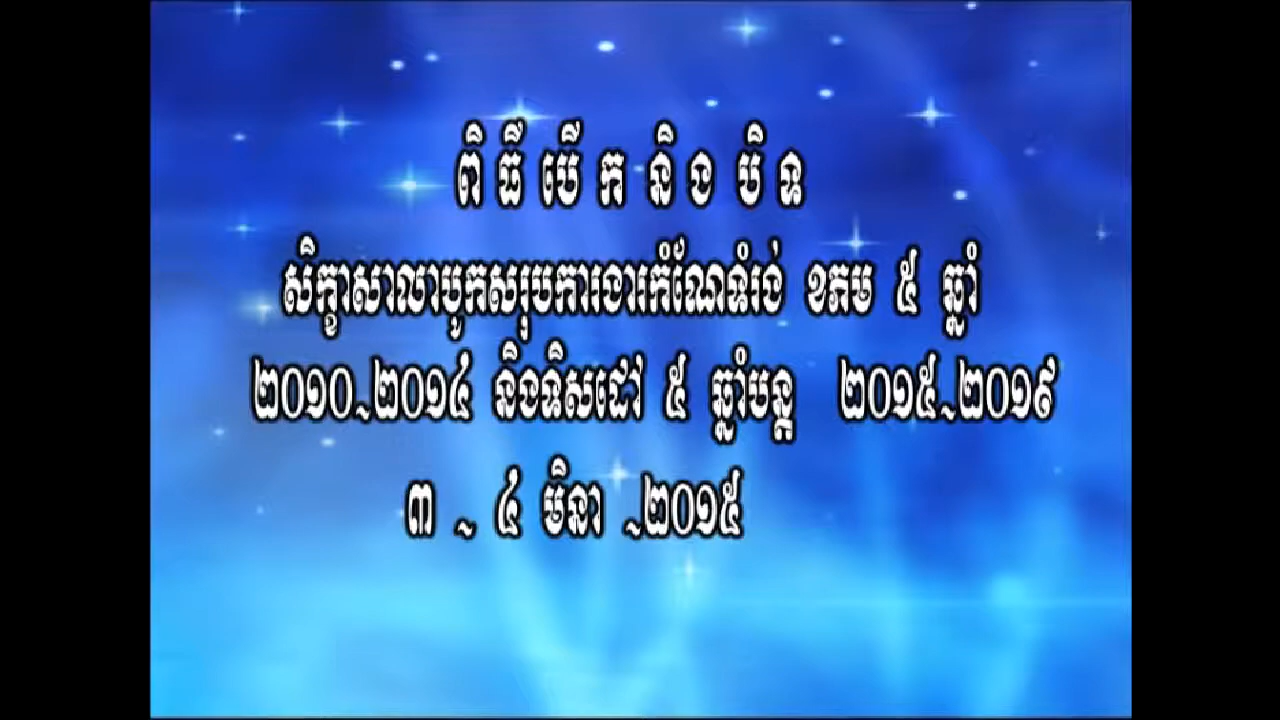 ពិធីបើកនិងបិទ
សិក្ខាសាលាបូកសរុបការងារកំណែទំរង់ ខភម ៥ ឆ្នាំ
២០១០-២០១៤ និងទិសដៅ ៥ ឆ្នាំបន្ត ២០១៥-២០១៩
៣ - ៤ មិនា -២០១៥